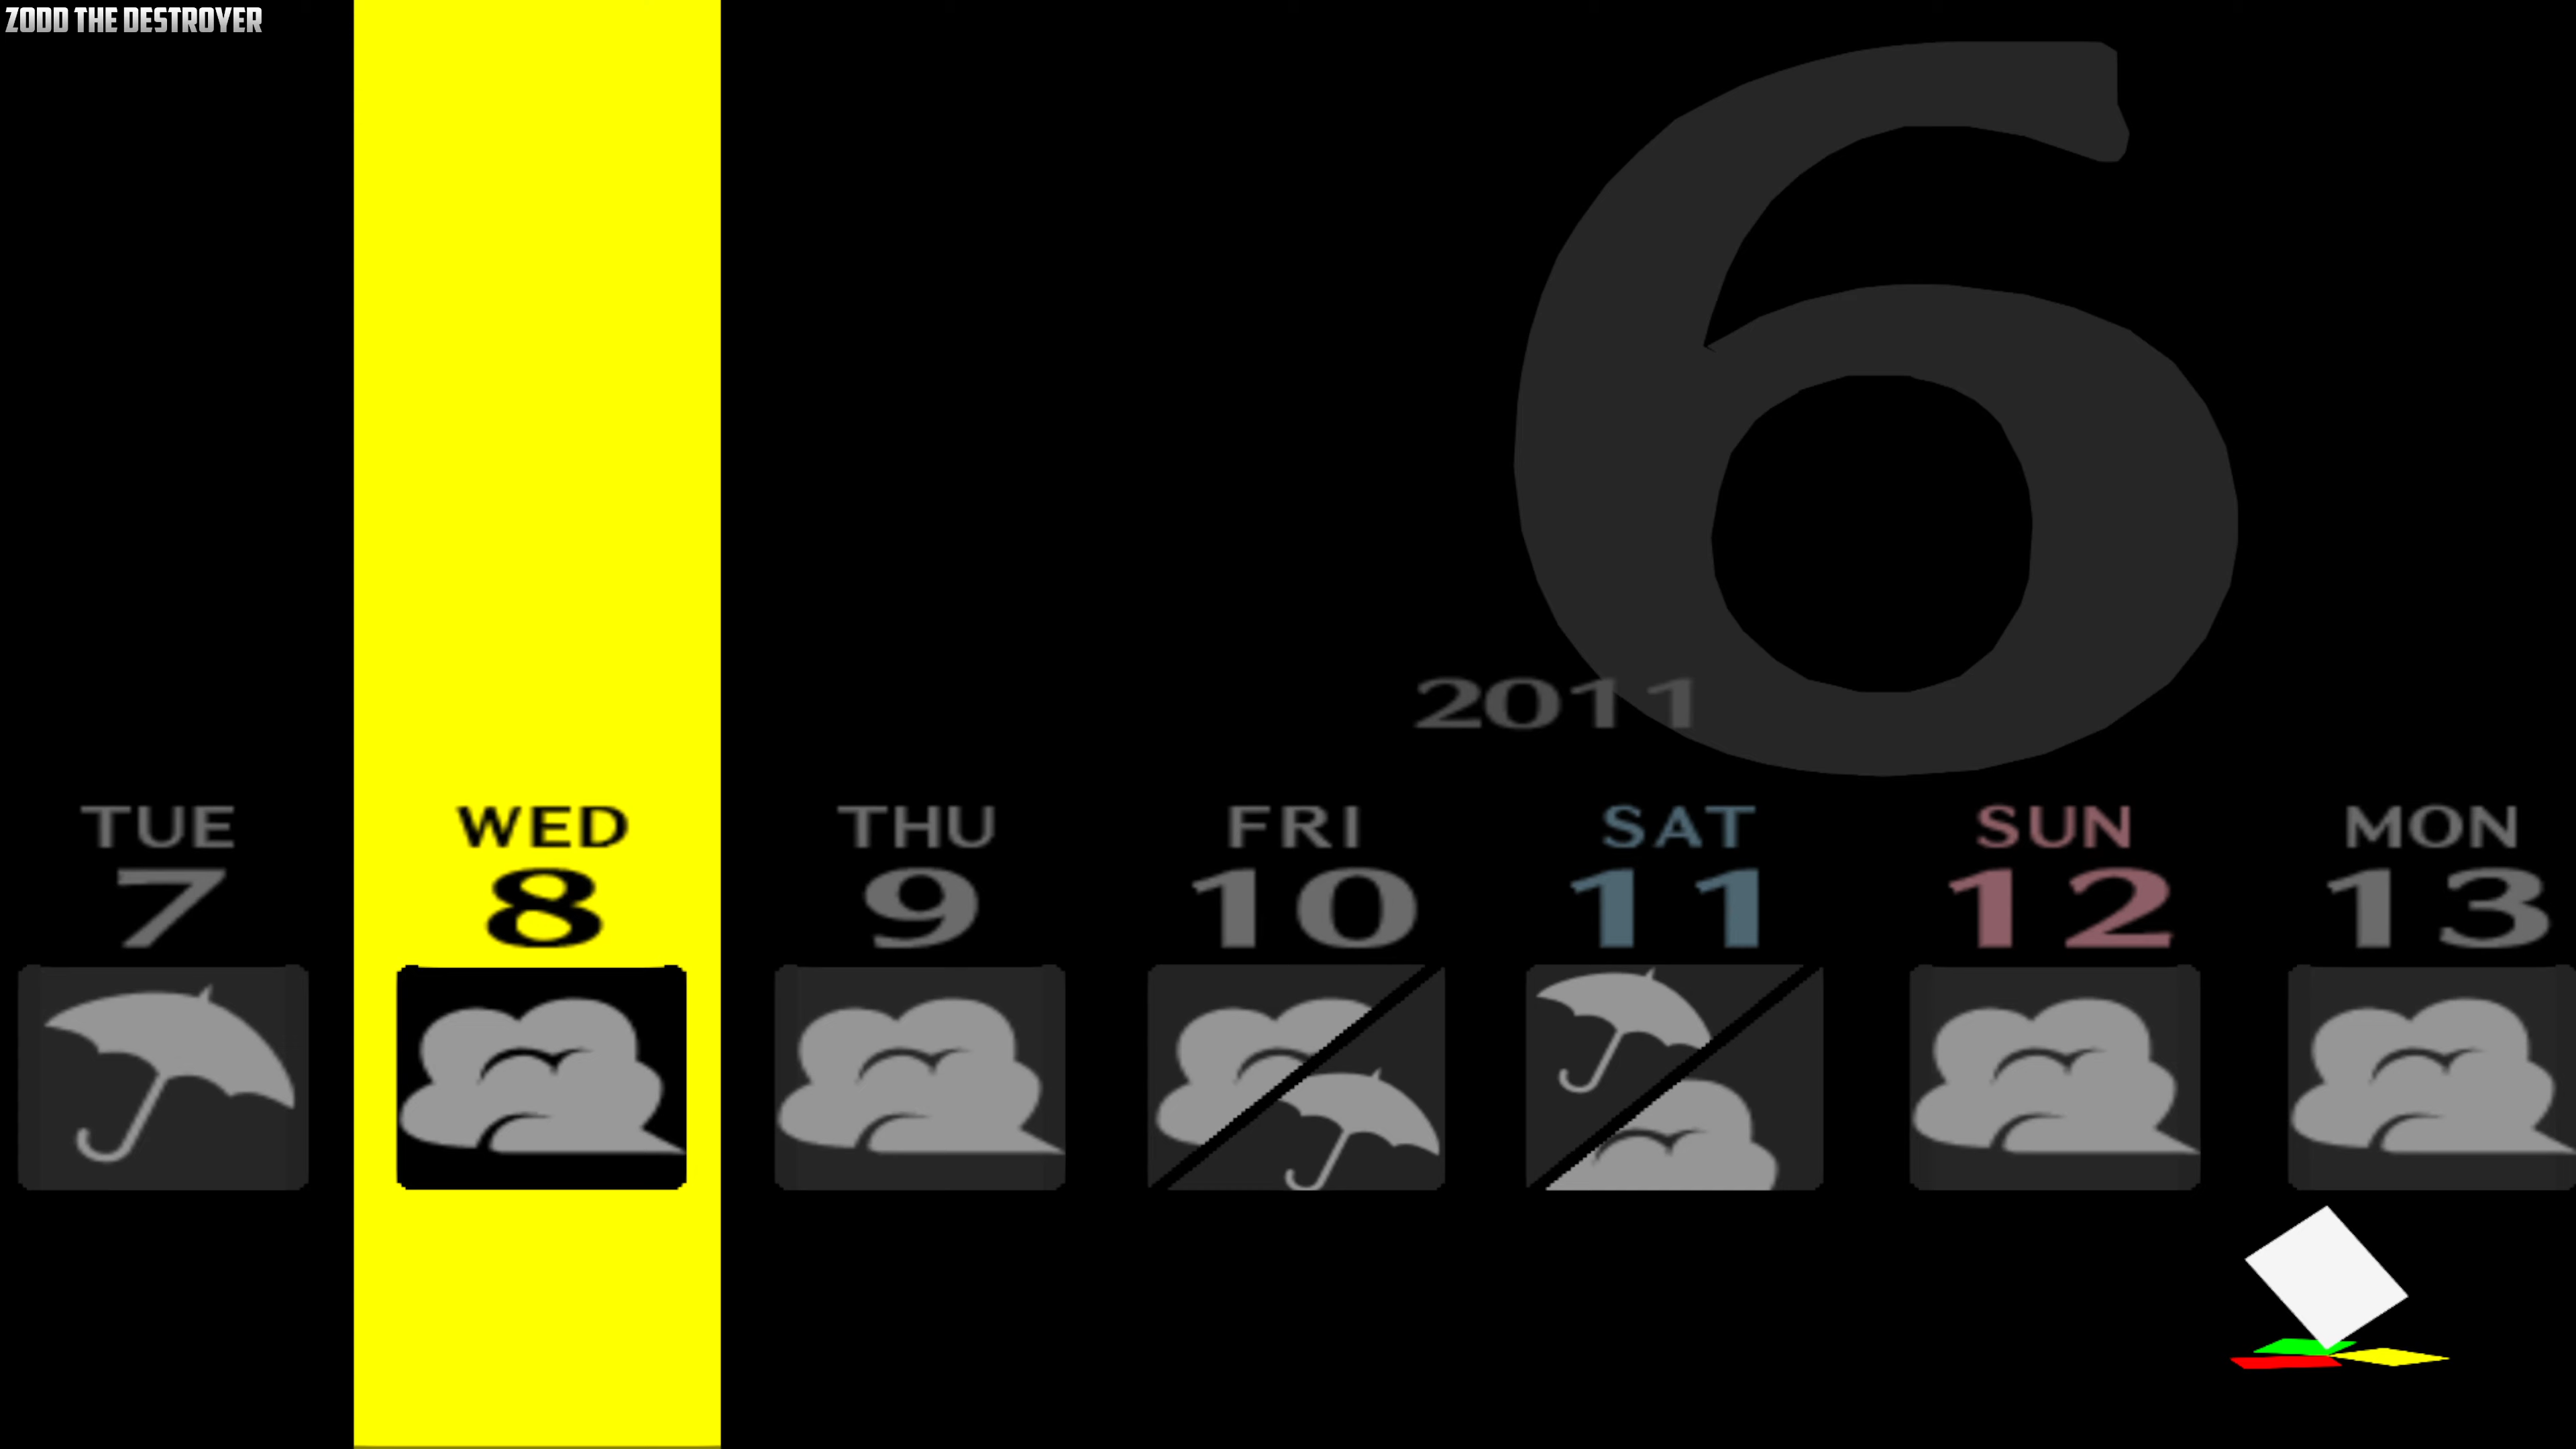 ZODD THE DESTROYER
6
2011
TUE WED THU FRI SAT SUN MON
7 8 9 10 11 12 13